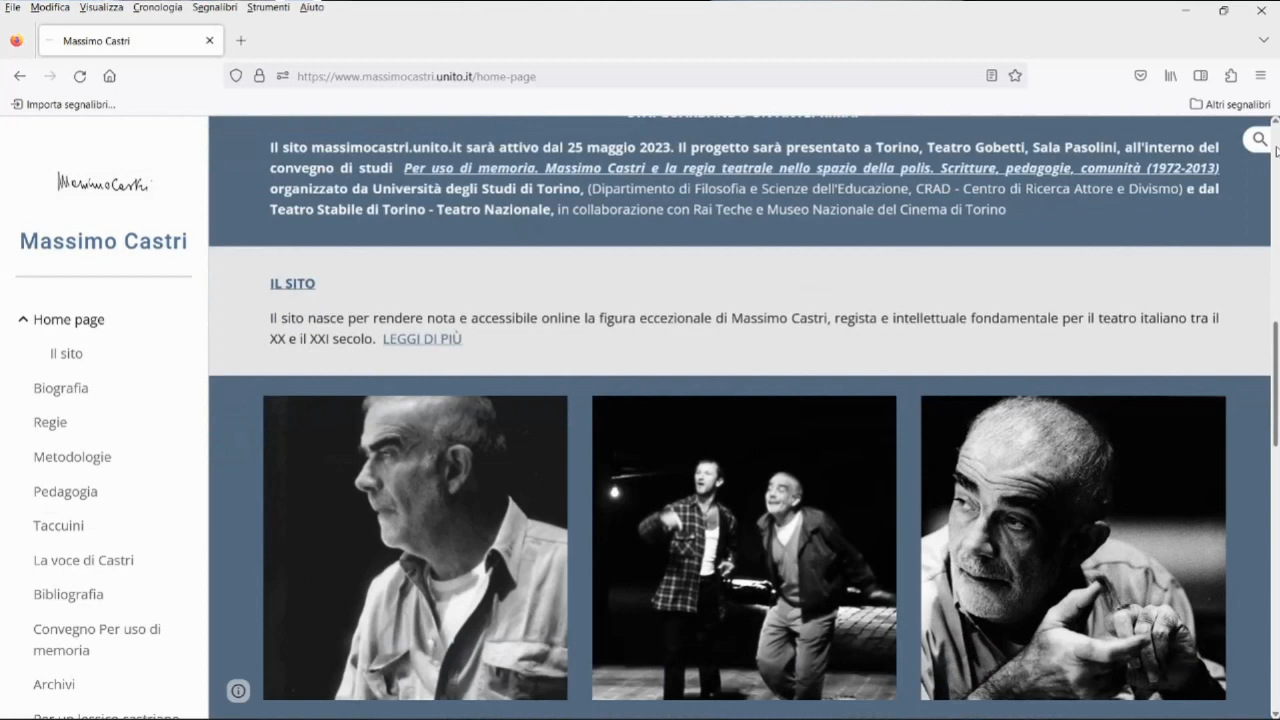 File Modifica Visualizza Cronologia Segnalibri Strumenti Aiuto
Massimo Castri
https://www.massimocastri.unito.it/home-page
Importa segnalibri...
Altri segnalibri
Il sito massimocastri.unito.it sarà attivo dal 25 maggio 2023. Il progetto sarà presentato a Torino, Teatro Gobetti, Sala Pasolini, all'interno del
convegno di studi Per uso di memoria. Massimo Castri e la regia teatrale nello spazio della polis. Scritture, pedagogie, comunità (1972-2013)
organizzato da Università degli Studi di Torino, (Dipartimento di Filosofia e Scienze dell'Educazione, CRAD - Centro di Ricerca Attore e Divismo) e dal
Teatro Stabile di Torino - Teatro Nazionale, in collaborazione con Rai Teche e Museo Nazionale del Cinema di Torino
IL SITO
Il sito nasce per rendere nota e accessibile online la figura eccezionale di Massimo Castri, regista e intellettuale fondamentale per il teatro italiano tra il
XX e il XXI secolo. LEGGI DI PIÙ
Massimo Castri
Massimo Castri
Home page
Il sito
Biografia
Regie
Metodologie
Pedagogia
Taccuini
La voce di Castri
Bibliografia
Convegno Per uso di
memoria
Archivi
Per un lessico castriano